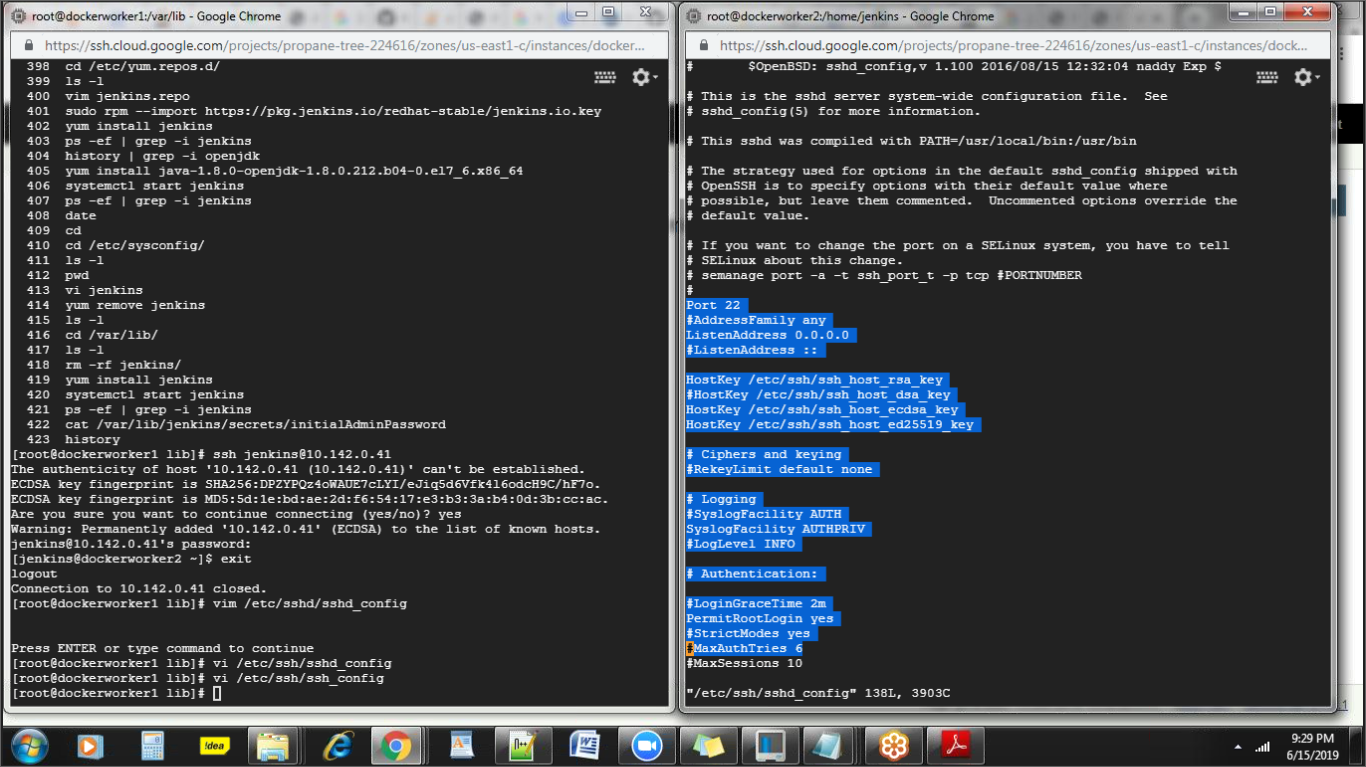 root@dockerworker1:/var/lib - Google Chrome
https://ssh.cloud.google.com/projects/propane-tree-224616/zones/us-east1-c/instances/docker...
398 cd /etc/yum.repos.d/
399 ls -l
400 vim jenkins.repo
401 sudo rpm --import https://pkg.jenkins.io/redhat-stable/jenkins.io.key
402 yum install jenkins
403 ps -ef | grep -i jenkins
404 history | grep -i openjdk
405 yum install java-1.8.0-openjdk-1.8.0.212.b04-0.el7_6.x86_64
406 systemctl start jenkins
407 ps -ef | grep -i jenkins
408 date
409 cd
410 cd /etc/sysconfig/
411 ls -l
412 pwd
413 vi jenkins
414 yum remove jenkins
415 ls -l
416 cd /var/lib/
417 ls -l
418 rm -rf jenkins/
419 yum install jenkins
420 systemctl start jenkins
421 ps -ef | grep -i jenkins
422 cat /var/lib/jenkins/secrets/initialAdminPassword
423 history
[root@dockerworker1 lib]# ssh jenkins@10.142.0.41
The authenticity of host '10.142.0.41 (10.142.0.41)' can't be established.
ECDSA key fingerprint is SHA256:DPZYPQz4oWAUE7cLYI/eJiq5d6Vfk4l6odcH9C/hF7o.
ECDSA key fingerprint is MD5:5d:1e:bd:ae:2d:f6:54:17:e3:b3:3a:b4:0d:3b:cc:ac.
Are you sure you want to continue connecting (yes/no)? yes
Warning: Permanently added '10.142.0.41' (ECDSA) to the list of known hosts.
jenkins@10.142.0.41's password:
[jenkins@dockerworker2 ~]$ exit
logout
Connection to 10.142.0.41 closed.
[root@dockerworker1 lib]# vim /etc/sshd/sshd_config
Press ENTER or type command to continue
[root@dockerworker1 lib]# vi /etc/ssh/sshd_config
[root@dockerworker1 lib]# vi /etc/ssh/ssh_config
[root@dockerworker1 lib]#
root@dockerworker2:/home/jenkins - Google Chrome
https://ssh.cloud.google.com/projects/propane-tree-224616/zones/us-east1-c/instances/dock...
# $OpenBSD: sshd_config,v 1.100 2016/08/15 12:32:04 naddy Exp $
# This is the sshd server system-wide configuration file. See
# sshd_config(5) for more information.
# This sshd was compiled with PATH=/usr/local/bin:/usr/bin
# The strategy used for options in the default sshd_config shipped with
# OpenSSH is to specify options with their default value where
# possible, but leave them commented. Uncommented options override the
# default value.
# If you want to change the port on a SELinux system, you have to tell
# SELinux about this change.
# semanage port -a -t ssh_port_t -p tcp #PORTNUMBER
#
Port 22
#AddressFamily any
ListenAddress 0.0.0.0
#ListenAddress ::
HostKey /etc/ssh/ssh_host_rsa_key
#HostKey /etc/ssh/ssh_host_dsa_key
HostKey /etc/ssh/ssh_host_ecdsa_key
HostKey /etc/ssh/ssh_host_ed25519_key
# Ciphers and keying
#RekeyLimit default none
# Logging
#SyslogFacility AUTH
SyslogFacility AUTHPRIV
#LogLevel INFO
# Authentication:
#LoginGraceTime 2m
PermitRootLogin yes
#StrictModes yes
#MaxAuthTries 6
#MaxSessions 10
"/etc/ssh/sshd_config" 138L, 3903C
!dea
9:29 PM
6/15/2019